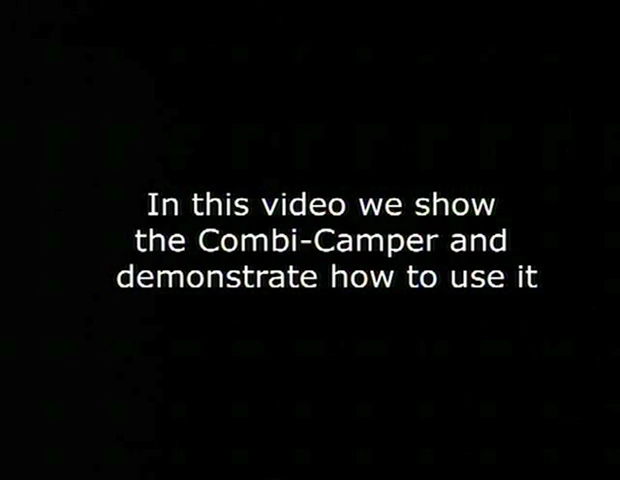 In this video we show
the Combi-Camper and
demonstrate how to use it